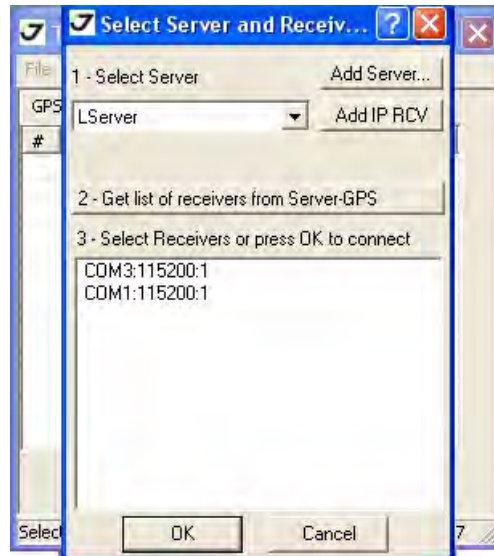 Select Server and Receiv...
File
1 - Select Server
Add Server...
GPS
LServer
Add IP RCV
#
2 - Get list of receivers from Server-GPS
3 - Select Receivers or press OK to connect
COM3:115200:1
COM1:115200:1
Select
OK
Cancel
7